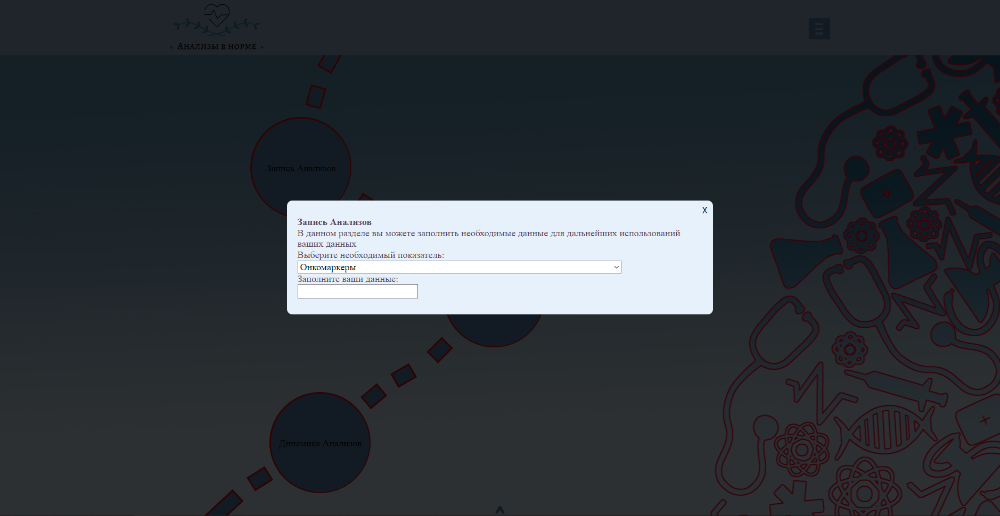 Анализы в норме
Запись Анализов
X
Запись Анализов
В данном разделе вы можете заполнить необходимые данные для дальнейших использований
ваших данных
Выберите необходимый показатель:
Онкомаркеры
Заполните ваши данные:
Динамика Анализов